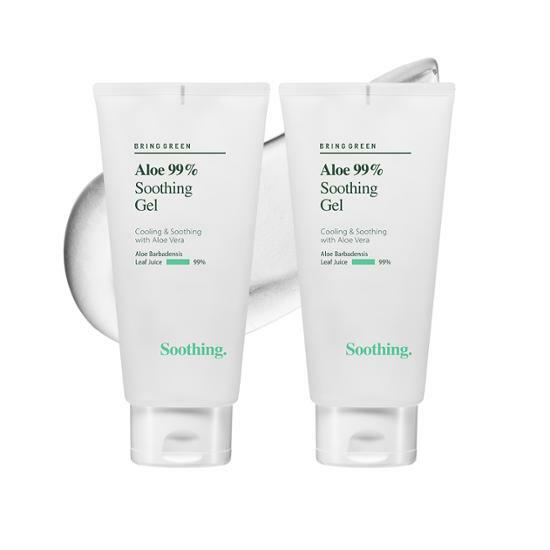 BRING GREEN
Aloe 99%
Soothing
Gel
Cooling & Soothing
with Aloe Vera
Aloe Barbadensis
Leaf Juice 99%
Soothing.
BRING GREEN
Aloe 99%
Soothing
Gel
Cooling & Soothing
with Aloe Vera
Aloe Barbadensis
Leaf Juice 99%
Soothing.